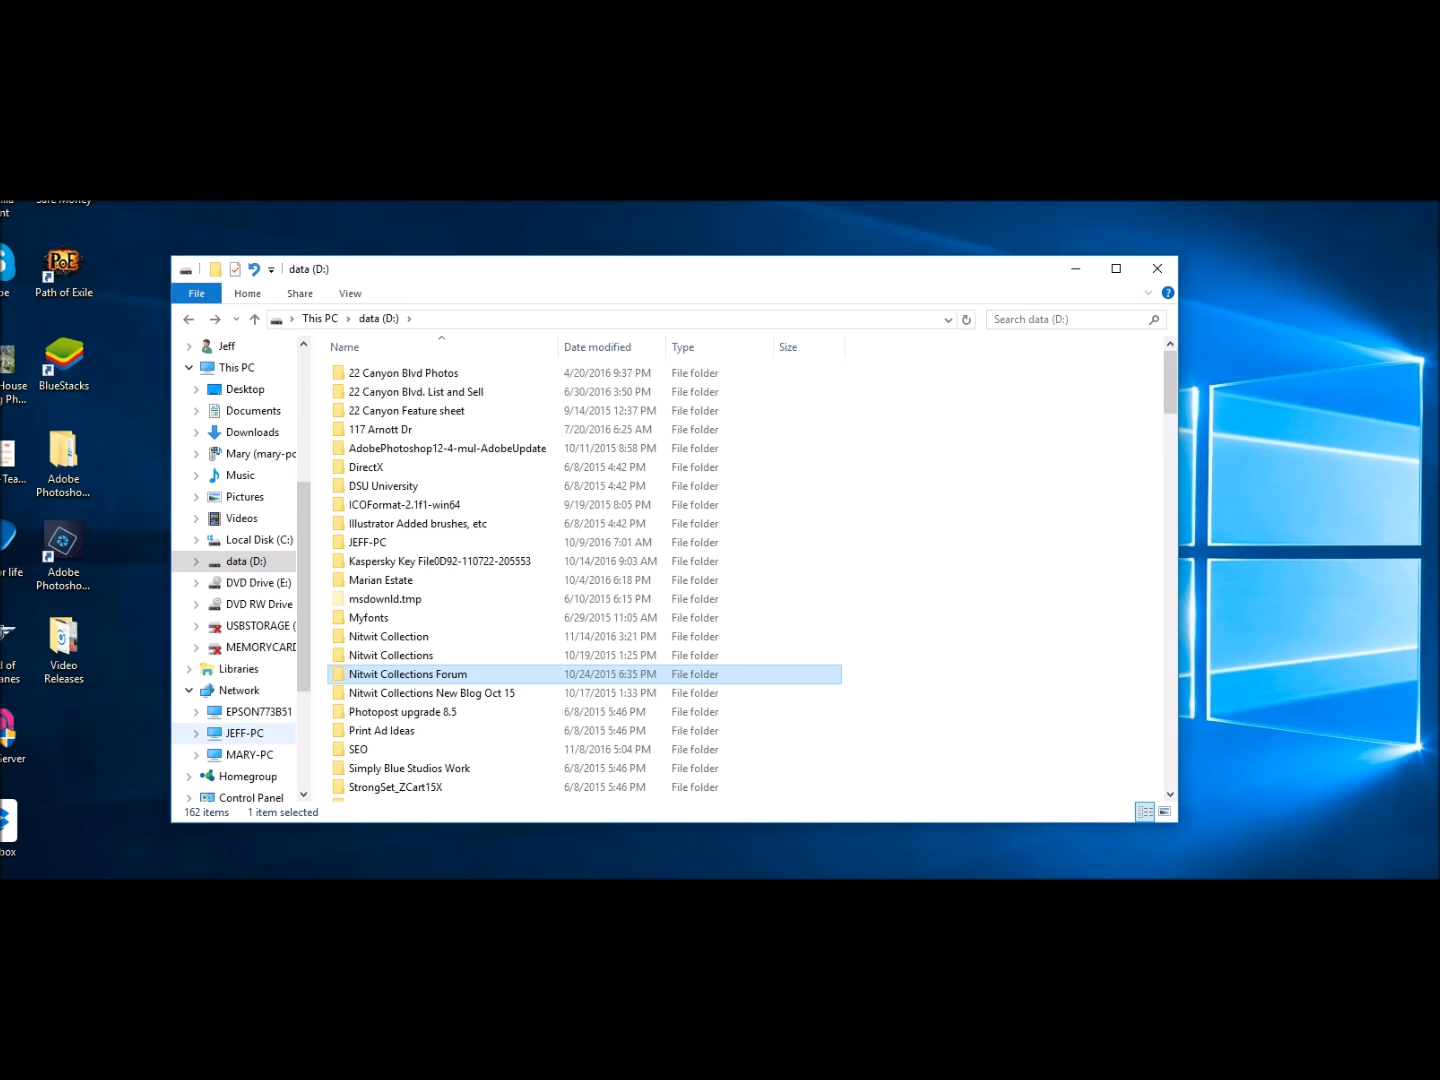 nt
Path of Exile
House
g Ph...
BlueStacks
-Tea...
Adobe
Photosho...
or life
Adobe
Photosho...
d of
anes
Video
Releases
Server
box
data (D:)
File Home Share View
This PC > data (D:) >
Search data (D:)
Jeff
This PC
Desktop
Documents
Downloads
Mary (mary-pc
Music
Pictures
Videos
Local Disk (C:)
data (D:)
DVD Drive (E:)
DVD RW Drive
USBSTORAGE (
MEMORYCARD
Libraries
Network
EPSON773B51
JEFF-PC
MARY-PC
Homegroup
Control Panel
Name Date modified Type Size
22 Canyon Blvd Photos 4/20/2016 9:37 PM File folder
22 Canyon Blvd. List and Sell 6/30/2016 3:50 PM File folder
22 Canyon Feature sheet 9/14/2015 12:37 PM File folder
117 Arnott Dr 7/20/2016 6:25 AM File folder
AdobePhotoshop12-4-mul-AdobeUpdate 10/11/2015 8:58 PM File folder
DirectX 6/8/2015 4:42 PM File folder
DSU University 6/8/2015 4:42 PM File folder
ICOFormat-2.1f1-win64 9/19/2015 8:05 PM File folder
Illustrator Added brushes, etc 6/8/2015 4:42 PM File folder
JEFF-PC 10/9/2016 7:01 AM File folder
Kaspersky Key File0D92-110722-205553 10/14/2016 9:03 AM File folder
Marian Estate 10/4/2016 6:18 PM File folder
msdownld.tmp 6/10/2015 6:15 PM File folder
Myfonts 6/29/2015 11:05 AM File folder
Nitwit Collection 11/14/2016 3:21 PM File folder
Nitwit Collections 10/19/2015 1:25 PM File folder
Nitwit Collections Forum 10/24/2015 6:35 PM File folder
Nitwit Collections New Blog Oct 15 10/17/2015 1:33 PM File folder
Photopost upgrade 8.5 6/8/2015 5:46 PM File folder
Print Ad Ideas 6/8/2015 5:46 PM File folder
SEO 11/8/2016 5:04 PM File folder
Simply Blue Studios Work 6/8/2015 5:46 PM File folder
StrongSet_ZCart15X 6/8/2015 5:46 PM File folder
162 items 1 item selected